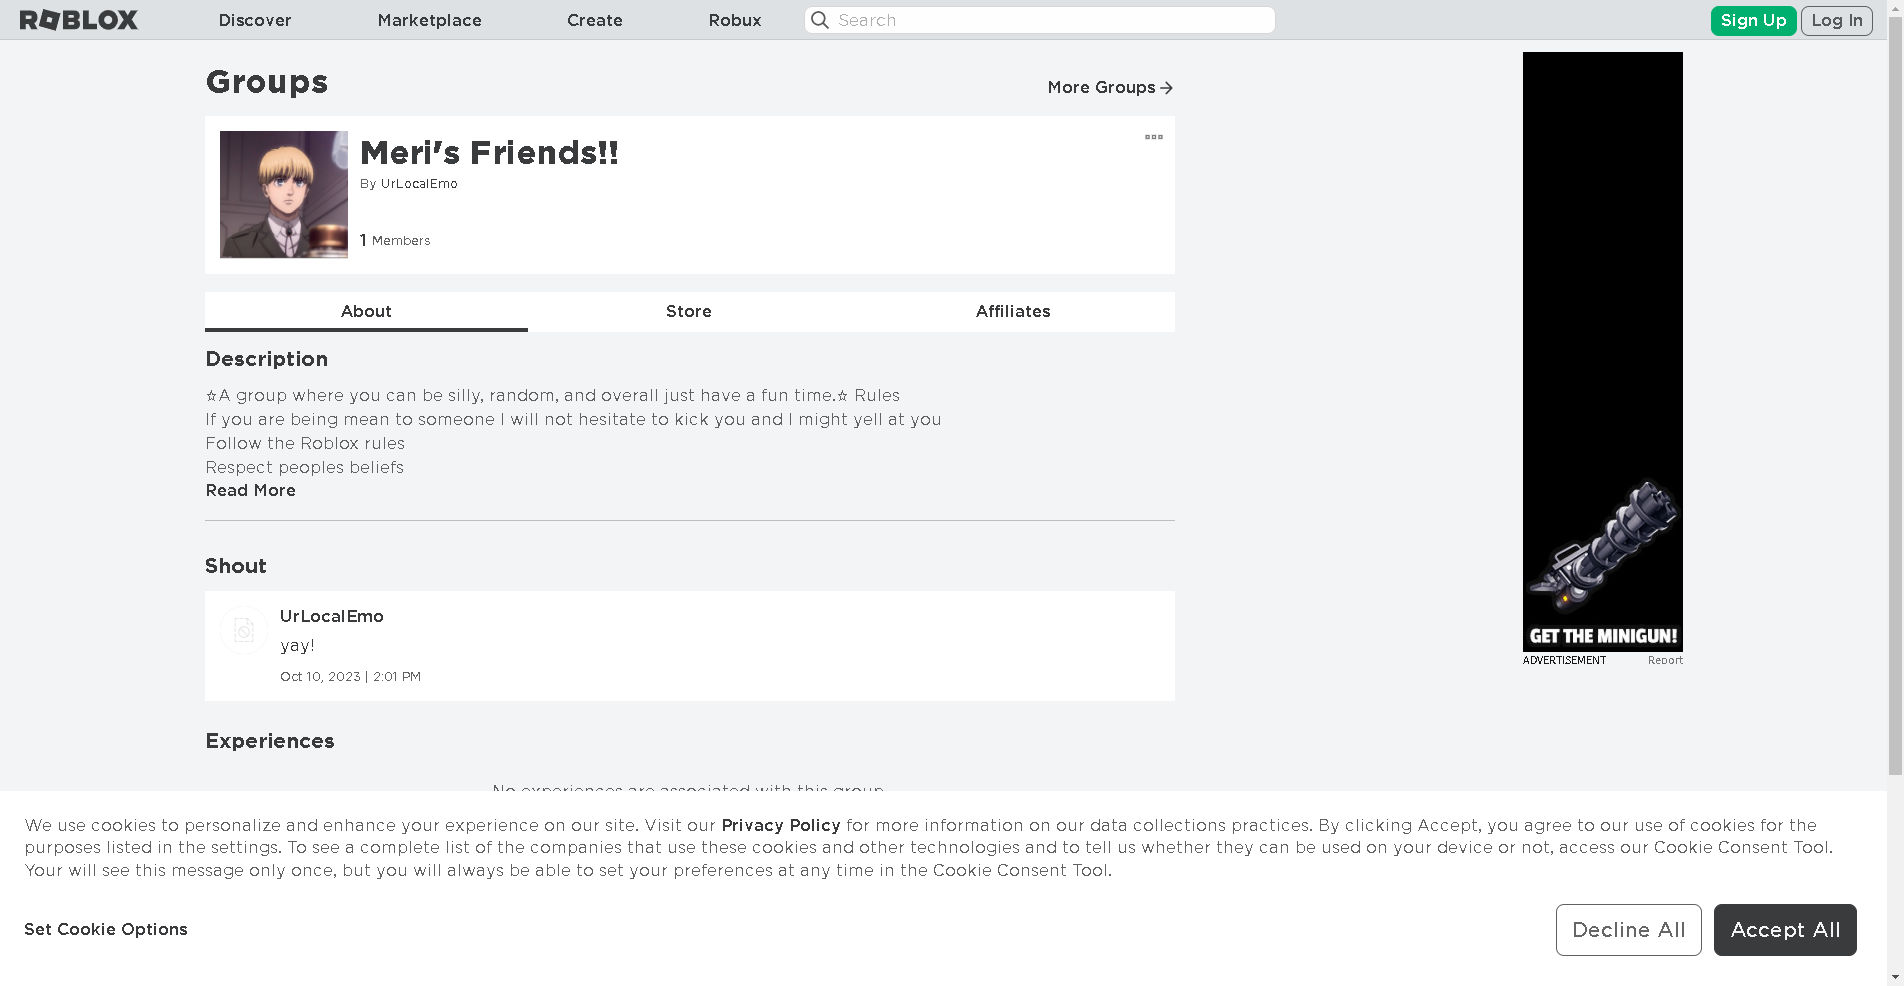 ROBLOX Discover Marketplace Create Robux Search Sign Up Log In
Groups
More Groups
Meri's Friends!!
By UrLocalEmo
1 Members
About Store Affiliates
Description
☆A group where you can be silly, random, and overall just have a fun time.☆ Rules
If you are being mean to someone I will not hesitate to kick you and I might yell at you
Follow the Roblox rules
Respect peoples beliefs
Read More
Shout
UrLocalEmo
yay!
Oct 10, 2023 | 2:01 PM
Experiences
No experiences are associated with this group
GET THE MINIGUN!
ADVERTISEMENT Report
We use cookies to personalize and enhance your experience on our site. Visit our Privacy Policy for more information on our data collections practices. By clicking Accept, you agree to our use of cookies for the
purposes listed in the settings. To see a complete list of the companies that use these cookies and other technologies and to tell us whether they can be used on your device or not, access our Cookie Consent Tool.
Your will see this message only once, but you will always be able to set your preferences at any time in the Cookie Consent Tool.
Set Cookie Options
Decline All Accept All